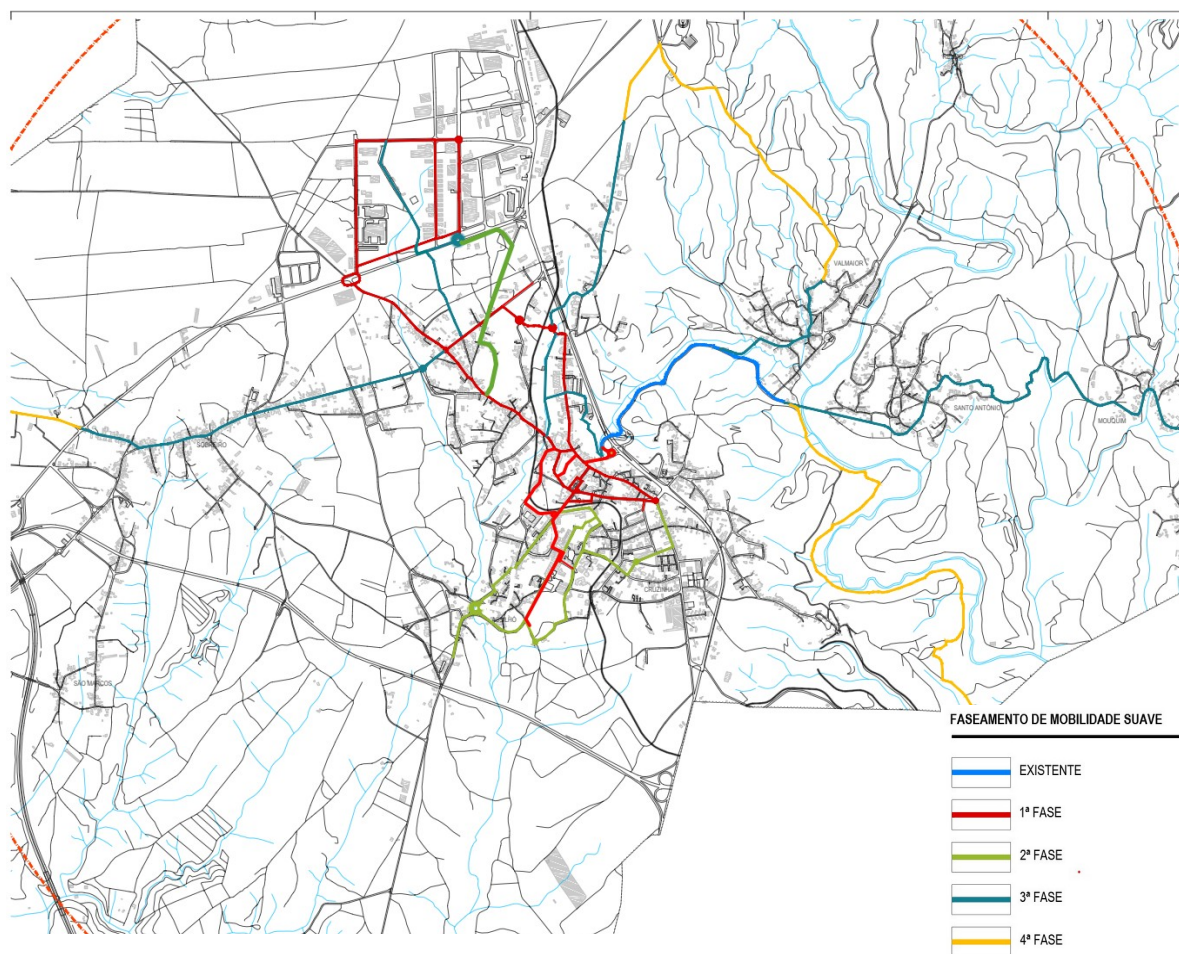 VALMAIOR
SANTO ANTÓNIO
MOUQUIM
SOBREIRO
CRUZINHA
ASSILHÓ
SÃO MARCOS
FASEAMENTO DE MOBILIDADE SUAVE
EXISTENTE
1ª FASE
2ª FASE
3ª FASE
4ª FASE